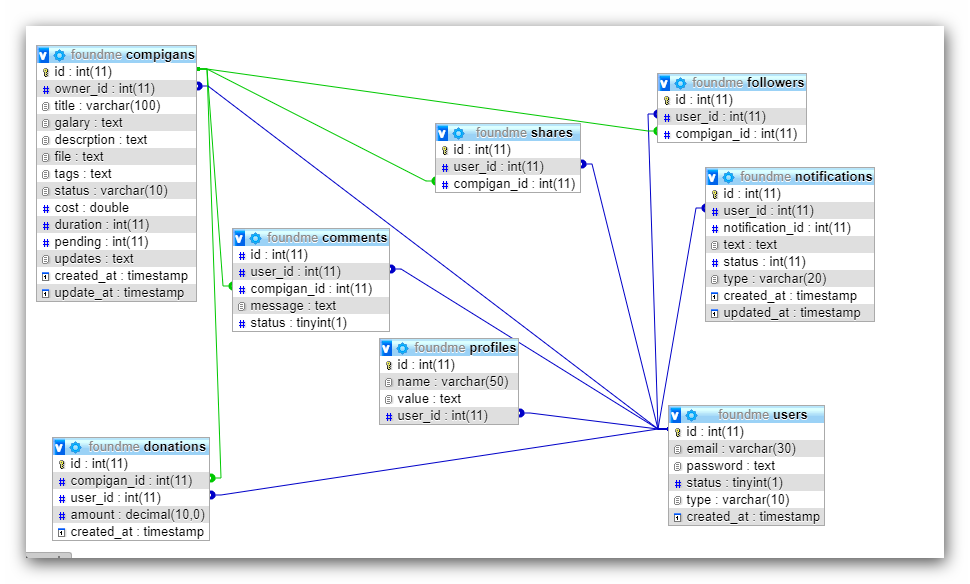 foundme compigans
id : int(11)
owner_id : int(11)
title : varchar(100)
galary : text
descrption : text
file : text
tags : text
status : varchar(10)
cost : double
duration : int(11)
pending : int(11)
updates : text
created_at : timestamp
update_at : timestamp
foundme followers
id : int(11)
user_id : int(11)
compigan_id : int(11)
foundme shares
id : int(11)
user_id : int(11)
compigan_id : int(11)
foundme notifications
id : int(11)
user_id : int(11)
notification_id : int(11)
text : text
status : int(11)
type : varchar(20)
created_at : timestamp
updated_at : timestamp
foundme comments
id : int(11)
user_id : int(11)
compigan_id : int(11)
message : text
status : tinyint(1)
foundme profiles
id : int(11)
name : varchar(50)
value : text
user_id : int(11)
foundme users
id : int(11)
email : varchar(30)
password : text
status : tinyint(1)
type : varchar(10)
created_at : timestamp
foundme donations
id : int(11)
compigan_id : int(11)
user_id : int(11)
amount : decimal(10,0)
created_at : timestamp